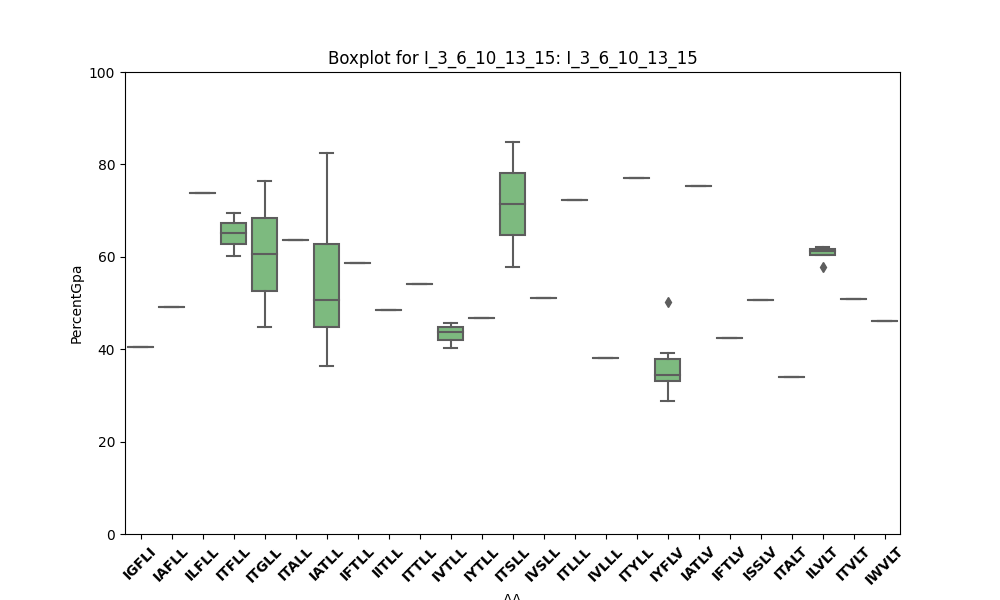 Boxplot for I_3_6_10_13_15: I_3_6_10_13_15
100
80
60
40
20
0
PercentGpa
IGFLI IAFLL ILFLL ITFLL ITGLL ITALL IATLL IFTLL IITLL ITTLL IVTLL IYTLL ITSLL IVSLL ITLLL IVLLL ITYLL IYFLV IATLV IFTLV ISSLV ITALT ILVLT ITVLT IWVLT
AA